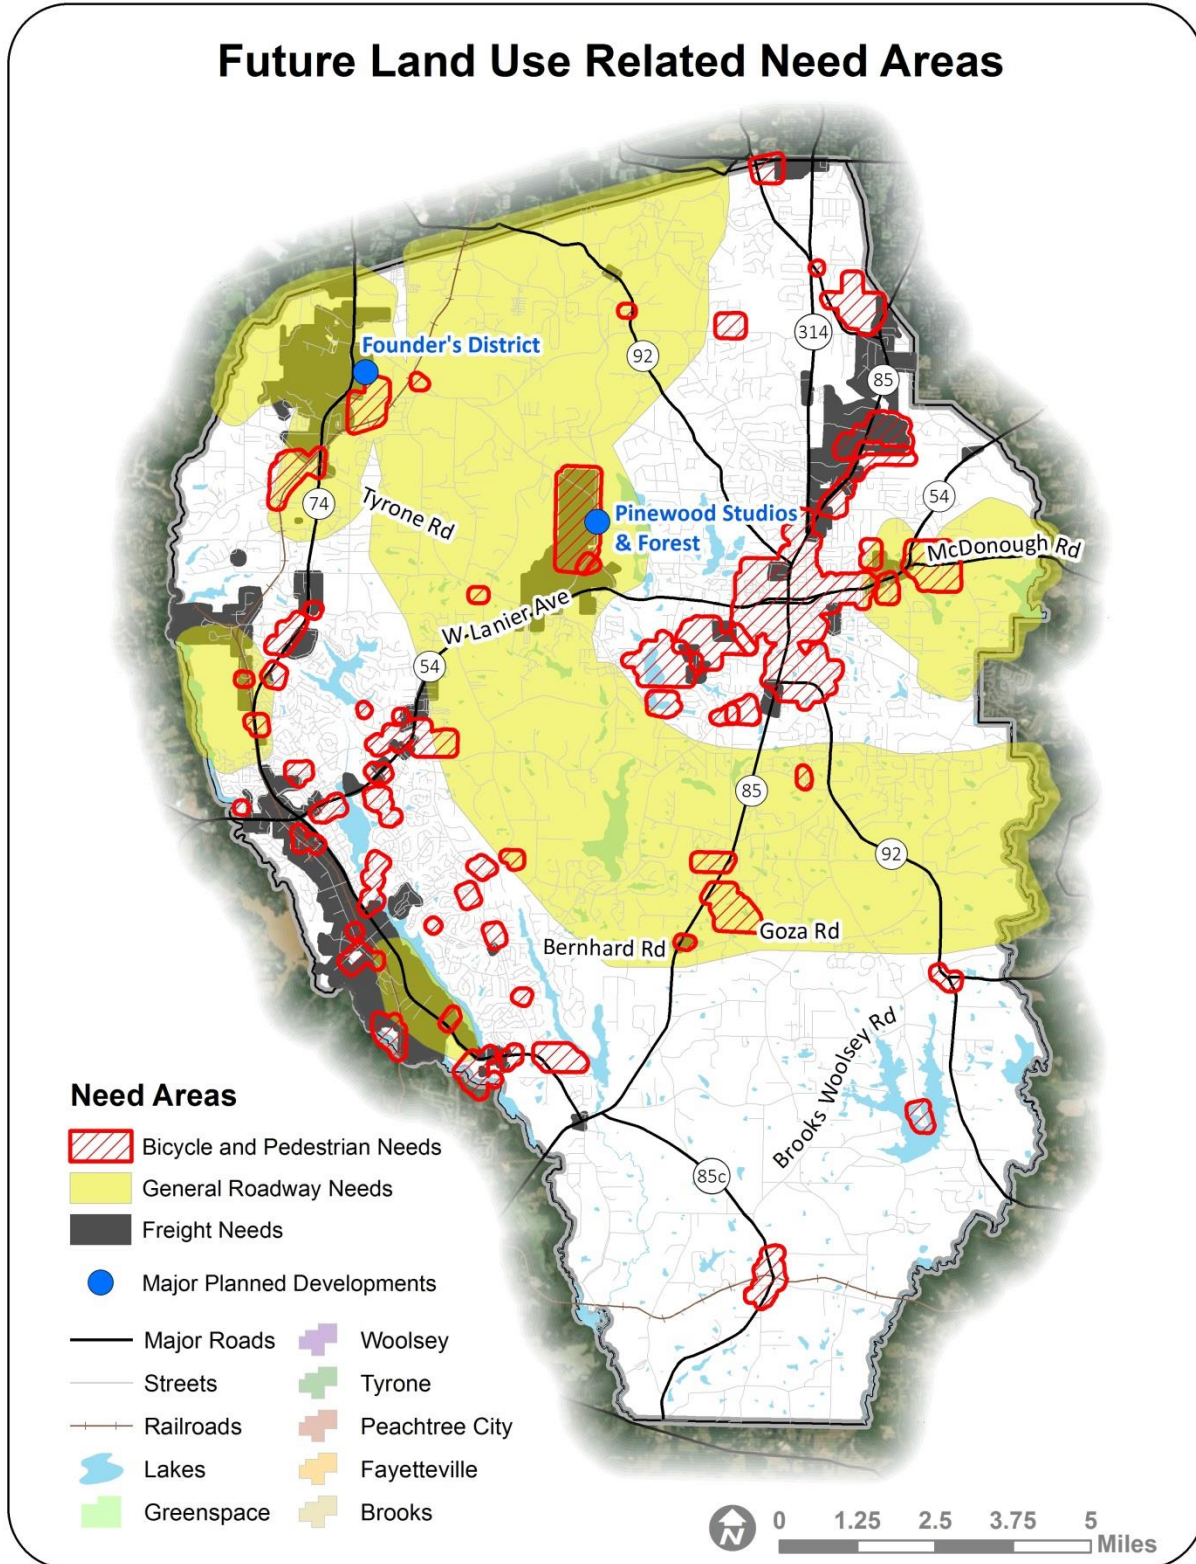 Future Land Use Related Need Areas
314
92
Founder's District
85
54
74
Tyrone Rd
Pinewood Studios
& Forest
McDonough Rd
W Lanier Ave
54
85
92
Goza Rd
Bernhard Rd
Brooks Woolsey Rd
85c
Need Areas
Bicycle and Pedestrian Needs
General Roadway Needs
Freight Needs
Major Planned Developments
Major Roads
Streets
Railroads
Lakes
Greenspace
Woolsey
Tyrone
Peachtree City
Fayetteville
Brooks
N
0 1.25 2.5 3.75 5
Miles